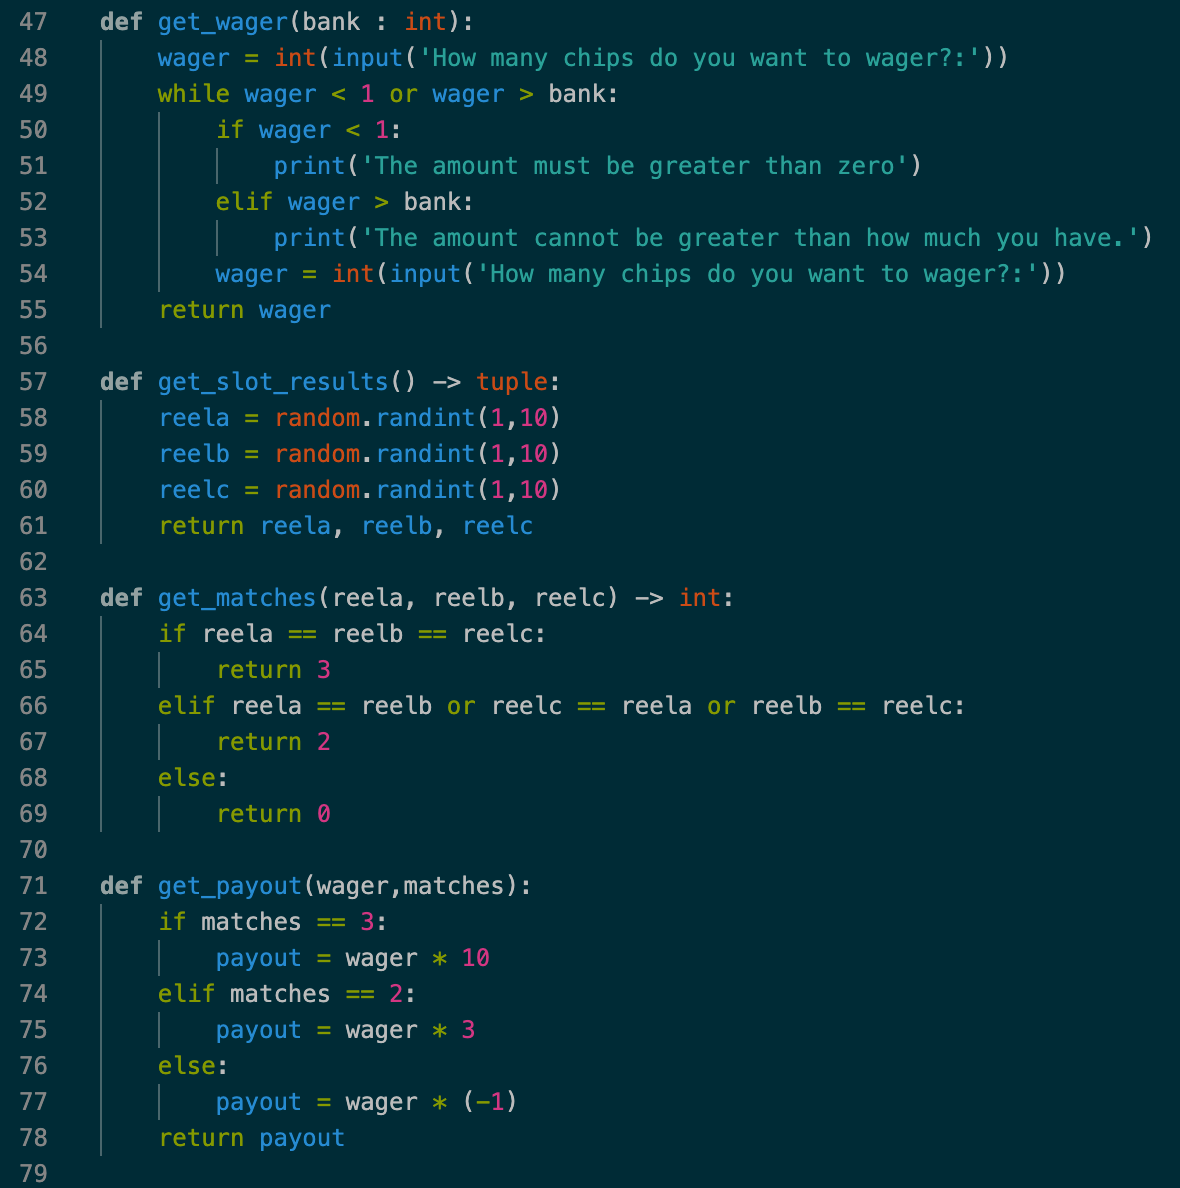 47 def get_wager(bank : int):
48     wager = int(input('How many chips do you want to wager?:'))
49     while wager < 1 or wager > bank:
50         if wager < 1:
51             print('The amount must be greater than zero')
52         elif wager > bank:
53             print('The amount cannot be greater than how much you have.')
54         wager = int(input('How many chips do you want to wager?:'))
55     return wager
56
57 def get_slot_results() -> tuple:
58     reela = random.randint(1,10)
59     reelb = random.randint(1,10)
60     reelc = random.randint(1,10)
61     return reela, reelb, reelc
62
63 def get_matches(reela, reelb, reelc) -> int:
64     if reela == reelb == reelc:
65         return 3
66     elif reela == reelb or reelc == reela or reelb == reelc:
67         return 2
68     else:
69         return 0
70
71 def get_payout(wager,matches):
72     if matches == 3:
73         payout = wager * 10
74     elif matches == 2:
75         payout = wager * 3
76     else:
77         payout = wager * (-1)
78     return payout
79